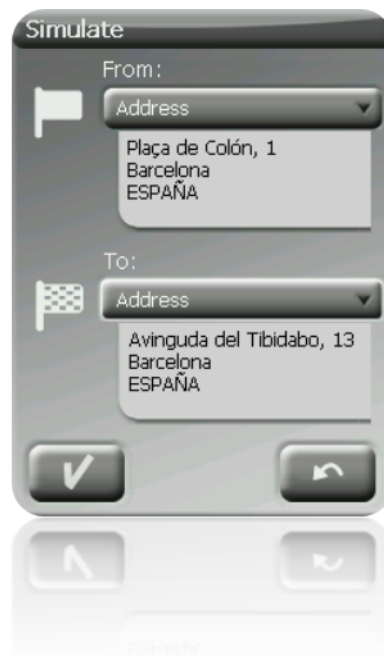 Simulate
From:
Address
Plaça de Colón, 1
Barcelona
ESPAÑA
To:
Address
Avinguda del Tibidabo, 13
Barcelona
ESPAÑA